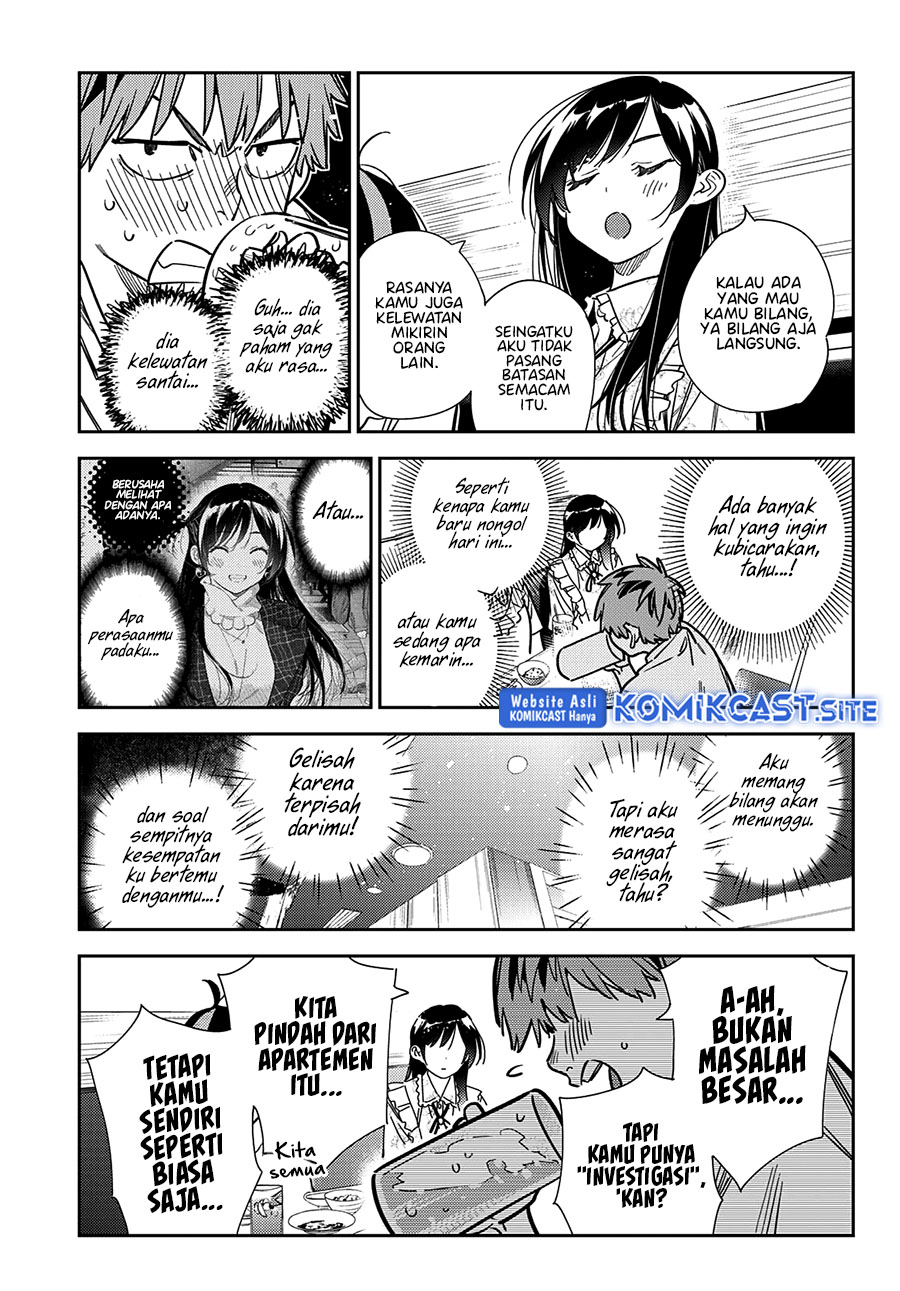 KALAU ADA
YANG MAU
KAMU BILANG,
YA BILANG AJA
LANGSUNG.
SEINGATKU
AKU TIDAK
PASANG
BATASAN
SEMACAM
ITU.
RASANYA
KAMU JUGA
KELEWATAN
MIKIRIN
ORANG
LAIN.
Guh... dia
saja gak
paham yang
aku rasa...
dia
kelewatan
santai...
Ada banyak
hal yang ingin
kubicarakan,
tahu...!
Seperti
kenapa kamu
baru nongol
hari ini...
atau kamu
sedang apa
kemarin...
Atau...
BERUSAHA
MELIHAT
DENGAN APA
ADANYA.
Apa
perasaanmu
padaku...
Website Asli
KOMIKCAST Hanya
KOMIKCAST.SITE
Aku
memang
bilang akan
menunggu.
Tapi aku
merasa
sangat
gelisah,
tahu?
Gelisah
karena
terpisah
darimu!
dan soal
sempitnya
kesempatan
ku bertemu
denganmu...!
A-AH,
BUKAN
MASALAH
BESAR...
TAPI
KAMU PUNYA
"INVESTIGASI",
'KAN?
KITA
PINDAH DARI
APARTEMEN
ITU...
Kita
semua
TETAPI
KAMU
SENDIRI
SEPERTI
BIASA
SAJA...